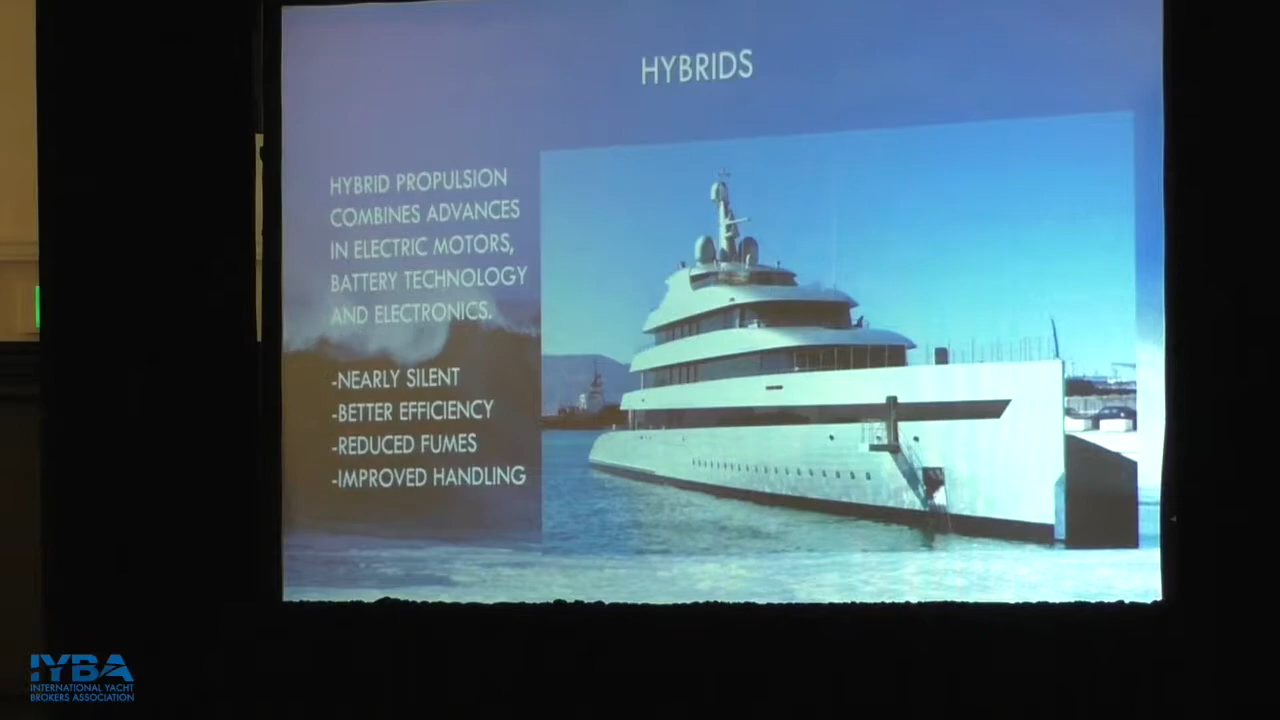 HYBRIDS
HYBRID PROPULSION
COMBINES ADVANCES
IN ELECTRIC MOTORS,
BATTERY TECHNOLOGY
AND ELECTRONICS.
-NEARLY SILENT
-BETTER EFFICIENCY
-REDUCED FUMES
-IMPROVED HANDLING
IYBA
INTERNATIONAL YACHT
BROKERS ASSOCIATION